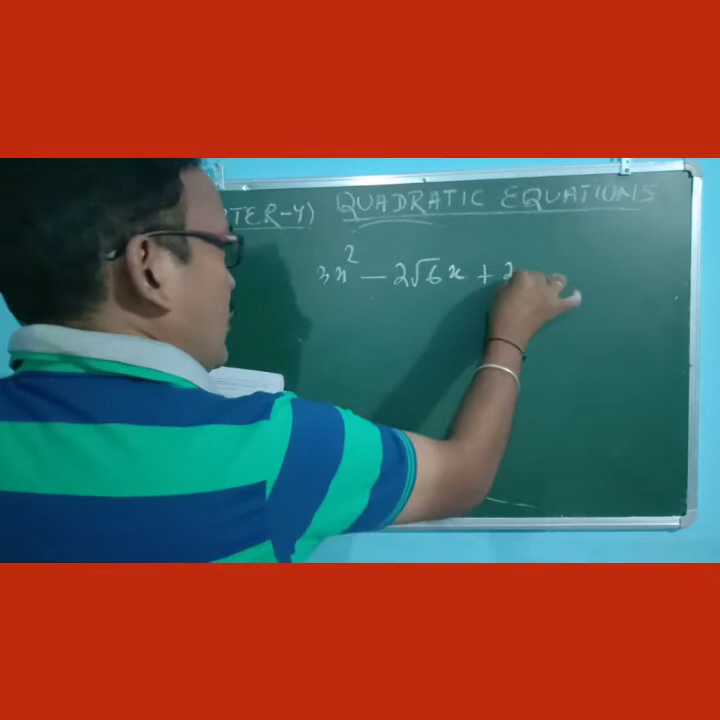 TER-4) QUADRATIC EQUATIONS
3x² - 2√6x + 2